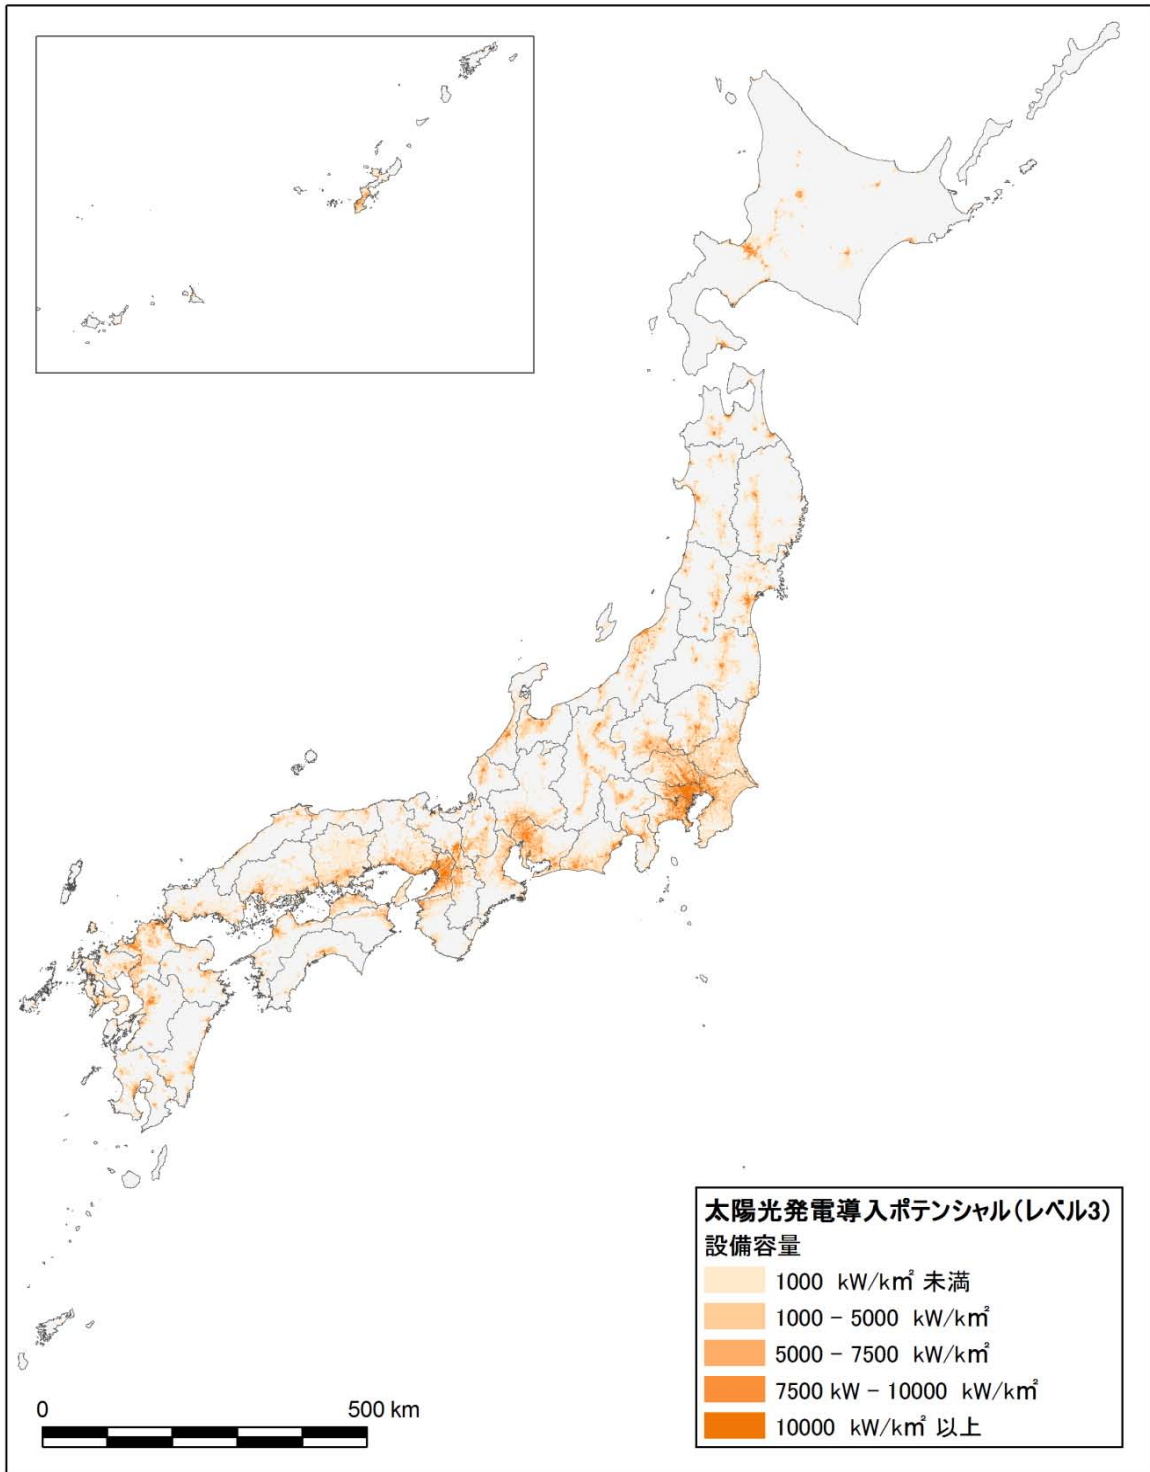 太陽光発電導入ポテンシャル(レベル3)
設備容量
1000 kW/k㎡ 未満
1000 - 5000 kW/k㎡
5000 - 7500 kW/k㎡
7500 kW - 10000 kW/k㎡
10000 kW/k㎡ 以上
0 500 km